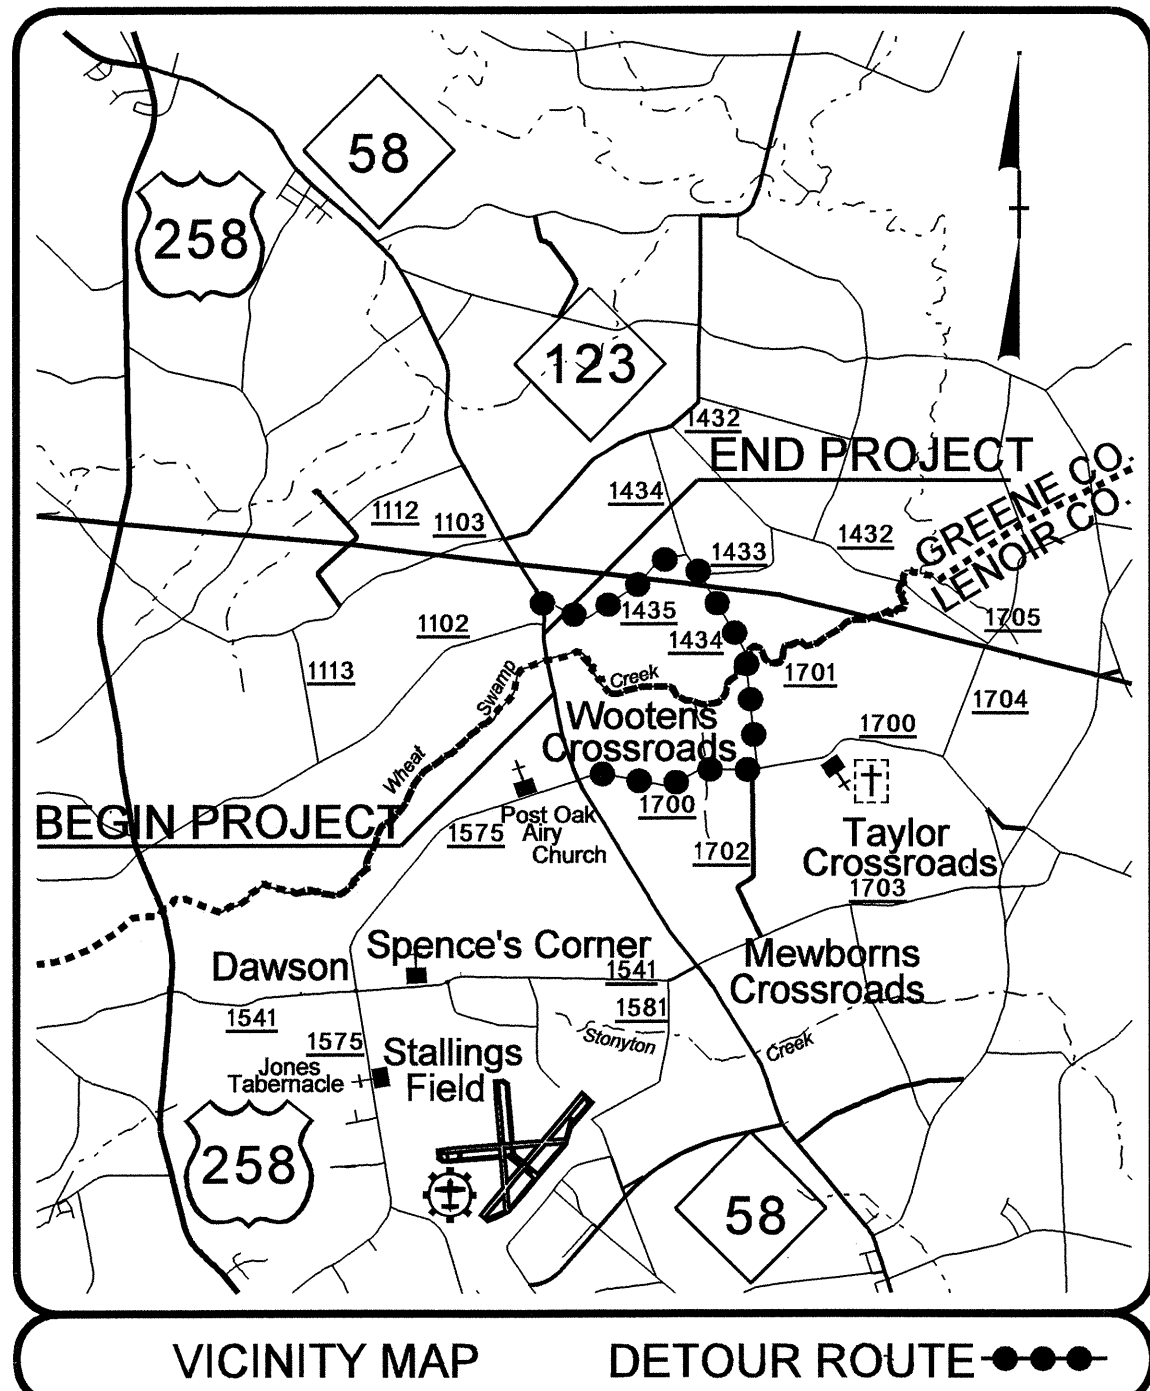 58
258
123
1432
END PROJECT
GREENE CO.
LENOIR CO.
1434
1112
1103
1432
1433
1435
1705
1102
1434
1113
Swamp
Creek
1701
1704
Wootens
Crossroads
1700
Wheat
BEGIN PROJECT
1575
Post Oak
Airy
Church
1700
1702
Taylor
Crossroads
1703
Spence's Corner
Dawson
1541
Mewborns
Crossroads
1541
1581
1575
Stonyton
Creek
Jones
Tabernacle
Stallings
Field
258
58
VICINITY MAP
DETOUR ROUTE